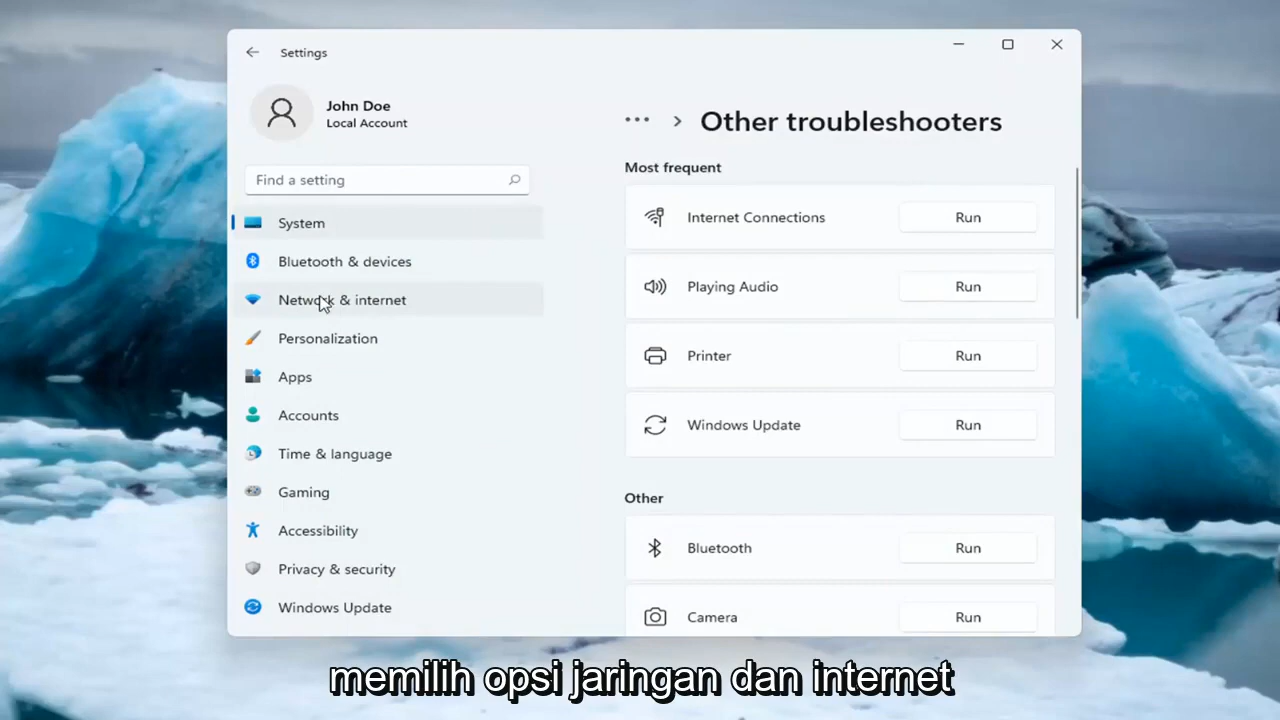 Settings
John Doe
Local Account
Find a setting
System
Bluetooth & devices
Network & internet
Personalization
Apps
Accounts
Time & language
Gaming
Accessibility
Privacy & security
Windows Update
... > Other troubleshooters
Most frequent
Internet Connections Run
Playing Audio Run
Printer Run
Windows Update Run
Other
Bluetooth Run
Camera Run
memilih opsi jaringan dan internet